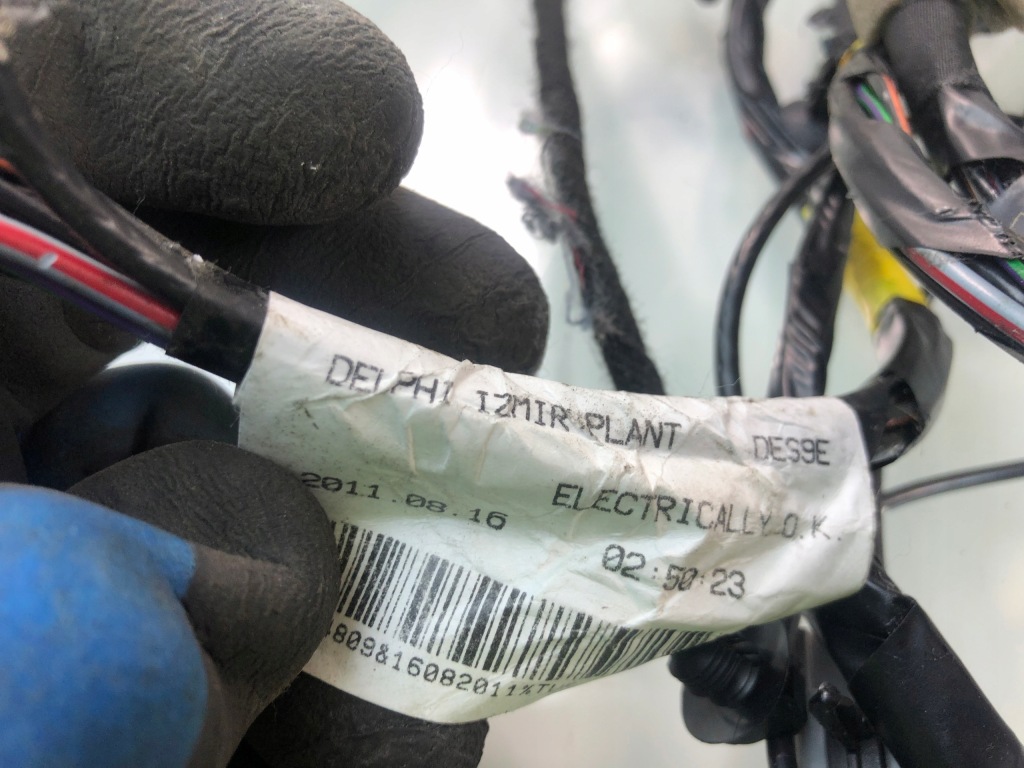 DELPHI IZMIR PLANT DES9E
2011.08.16 ELECTRICALLY O.K.
02:50:23
809&16082011%T